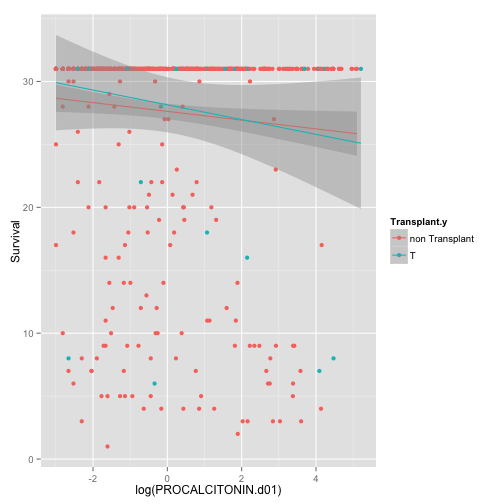 Survival
30
20
10
0
-2
0
2
4
log(PROCALCITONIN.d01)
Transplant.y
non Transplant
T